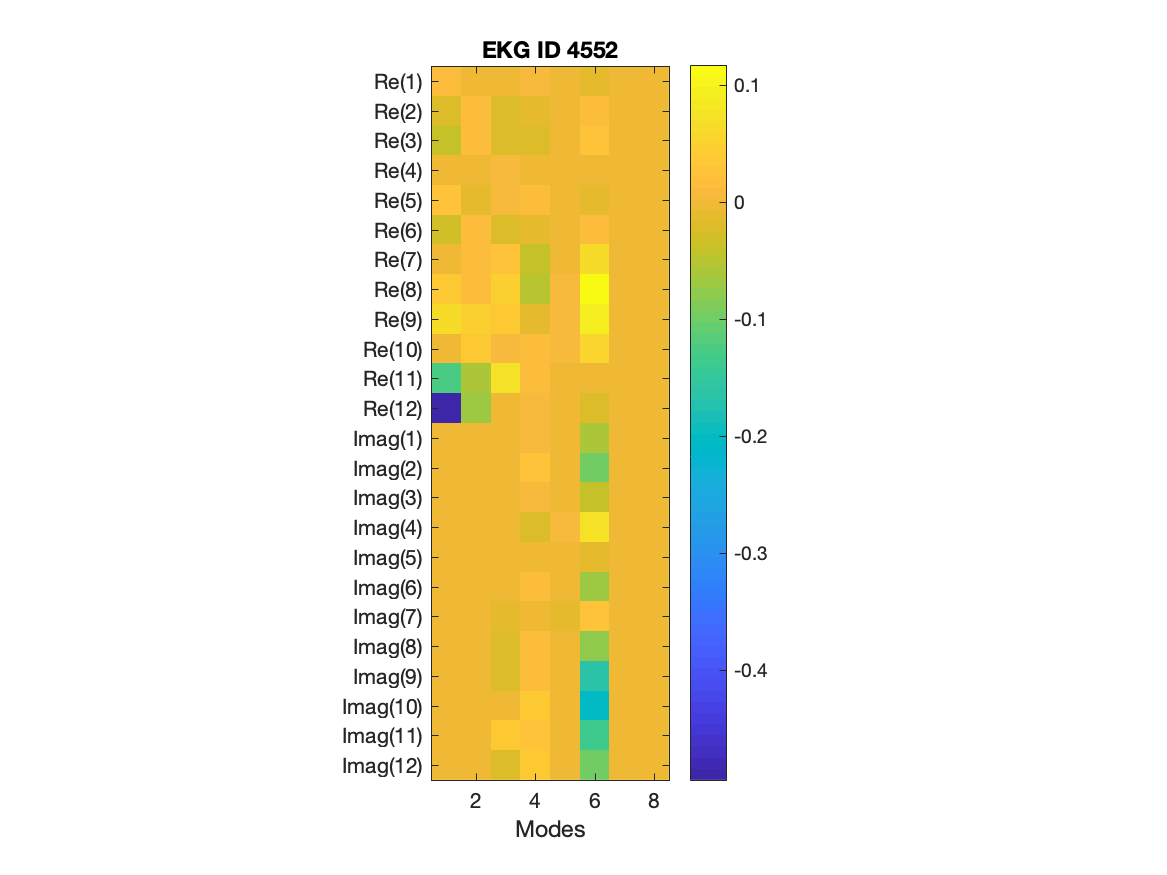 EKG ID 4552
Re(1)
Re(2)
Re(3)
Re(4)
Re(5)
Re(6)
Re(7)
Re(8)
Re(9)
Re(10)
Re(11)
Re(12)
Imag(1)
Imag(2)
Imag(3)
Imag(4)
Imag(5)
Imag(6)
Imag(7)
Imag(8)
Imag(9)
Imag(10)
Imag(11)
Imag(12)
2 4 6 8
Modes
0.1
0
-0.1
-0.2
-0.3
-0.4